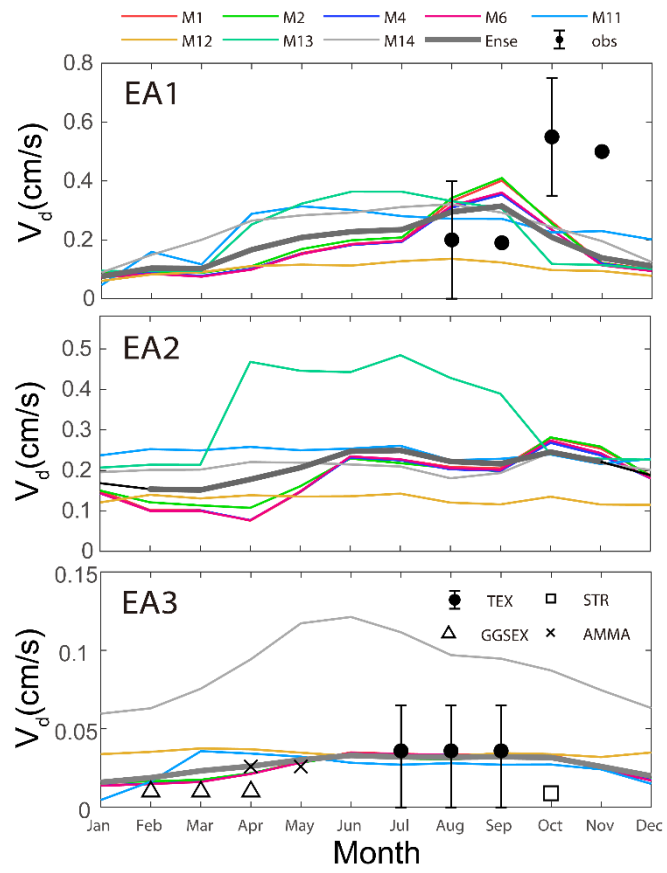 M1 M2 M4 M6 M11
M12 M13 M14 Ense obs
EA1
V_d(cm/s)
0.8
0.6
0.4
0.2
0
EA2
V_d(cm/s)
0.5
0.4
0.3
0.2
0.1
0
EA3
V_d(cm/s)
0.15
0.1
0.05
0
TEX STR
GGSEX AMMA
Jan Feb Mar Apr May Jun Jul Aug Sep Oct Nov Dec
Month